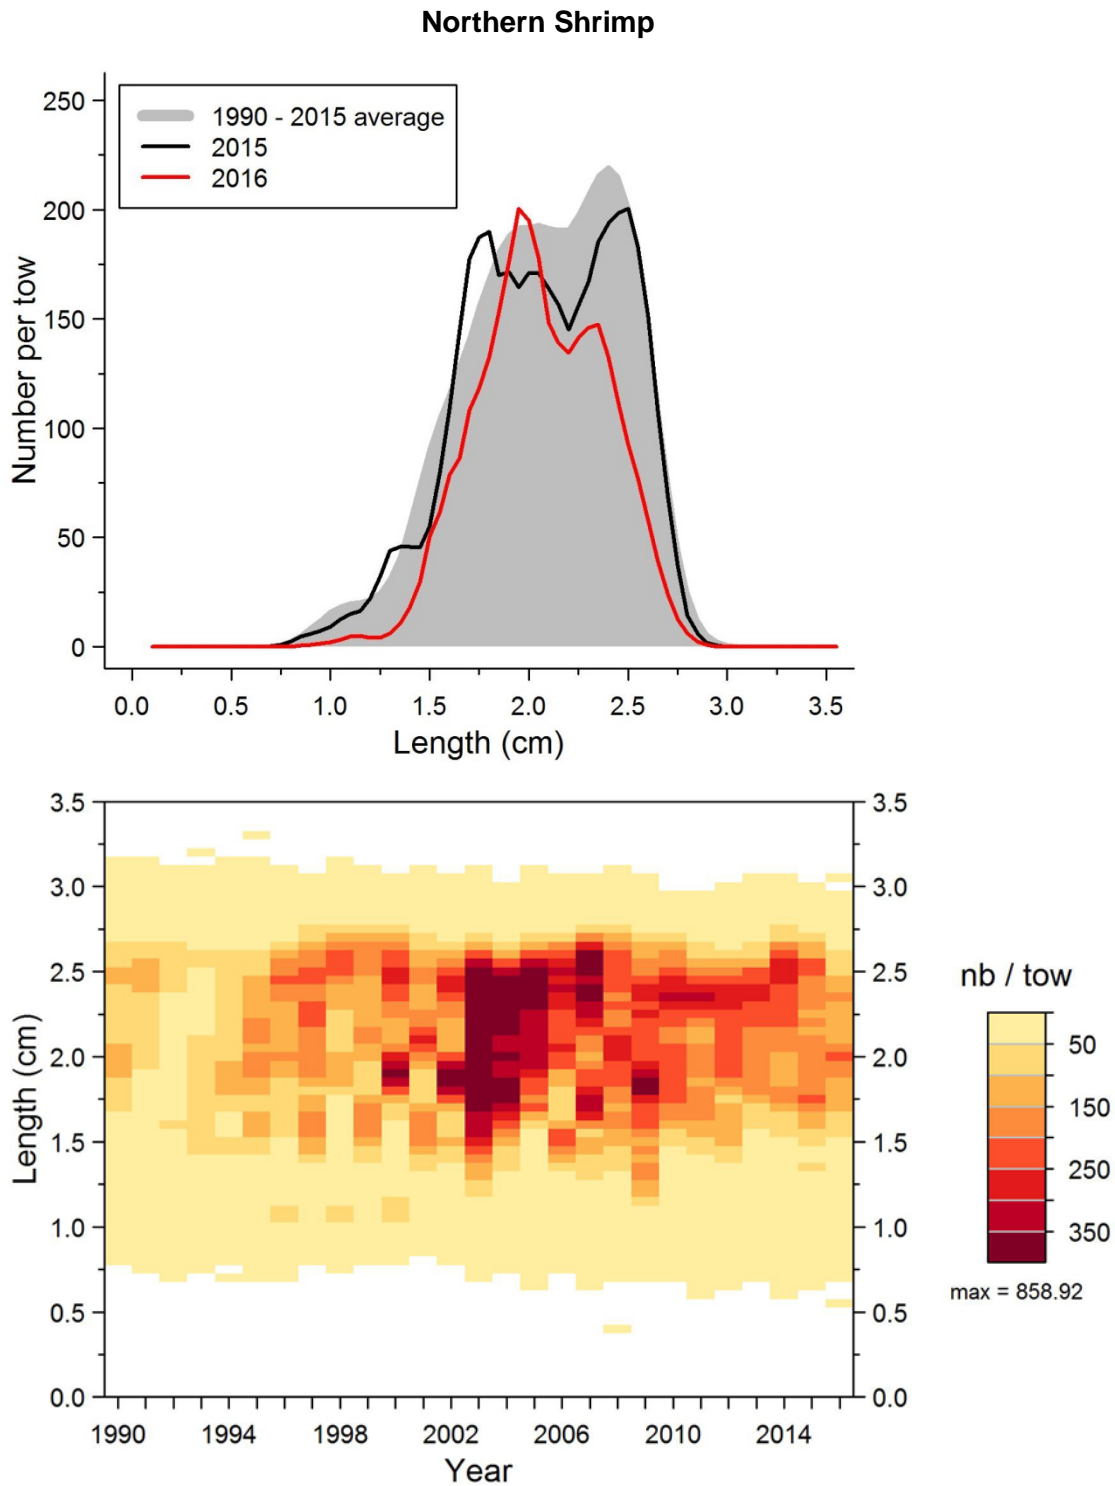 Northern Shrimp
1990 - 2015 average
2015
2016
250
200
150
100
50
0
Number per tow
0.0 0.5 1.0 1.5 2.0 2.5 3.0 3.5
Length (cm)
3.5 3.5
3.0 3.0
2.5 2.5
2.0 2.0
1.5 1.5
1.0 1.0
0.5 0.5
0.0 0.0
Length (cm)
1990 1994 1998 2002 2006 2010 2014
Year
nb / tow
50
150
250
350
max = 858.92